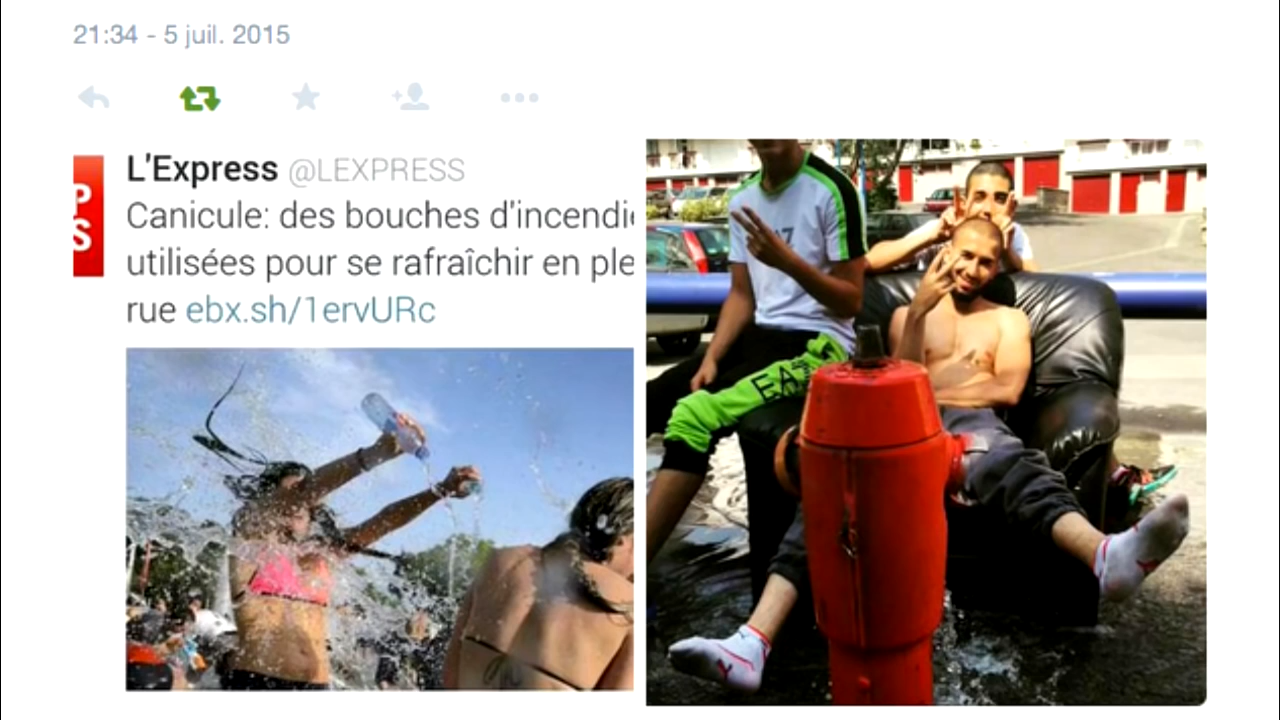 21:34 - 5 juil. 2015
L'Express @LEXPRESS
Canicule: des bouches d'incendi
utilisées pour se rafraîchir en ple
rue ebx.sh/1ervURc
P
S
EA7